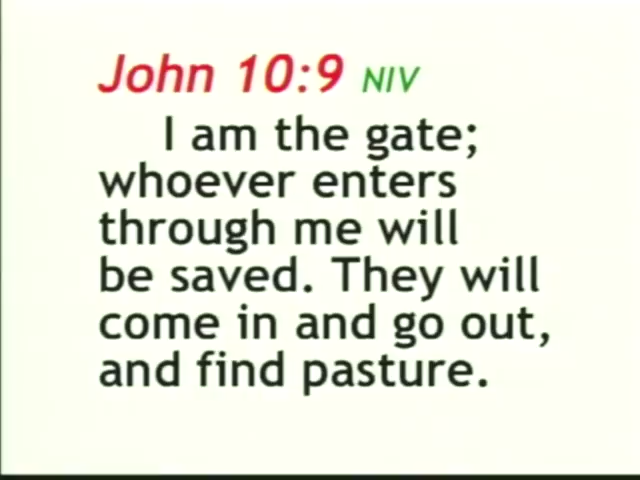 John 10:9 NIV
I am the gate;
whoever enters
through me will
be saved. They will
come in and go out,
and find pasture.